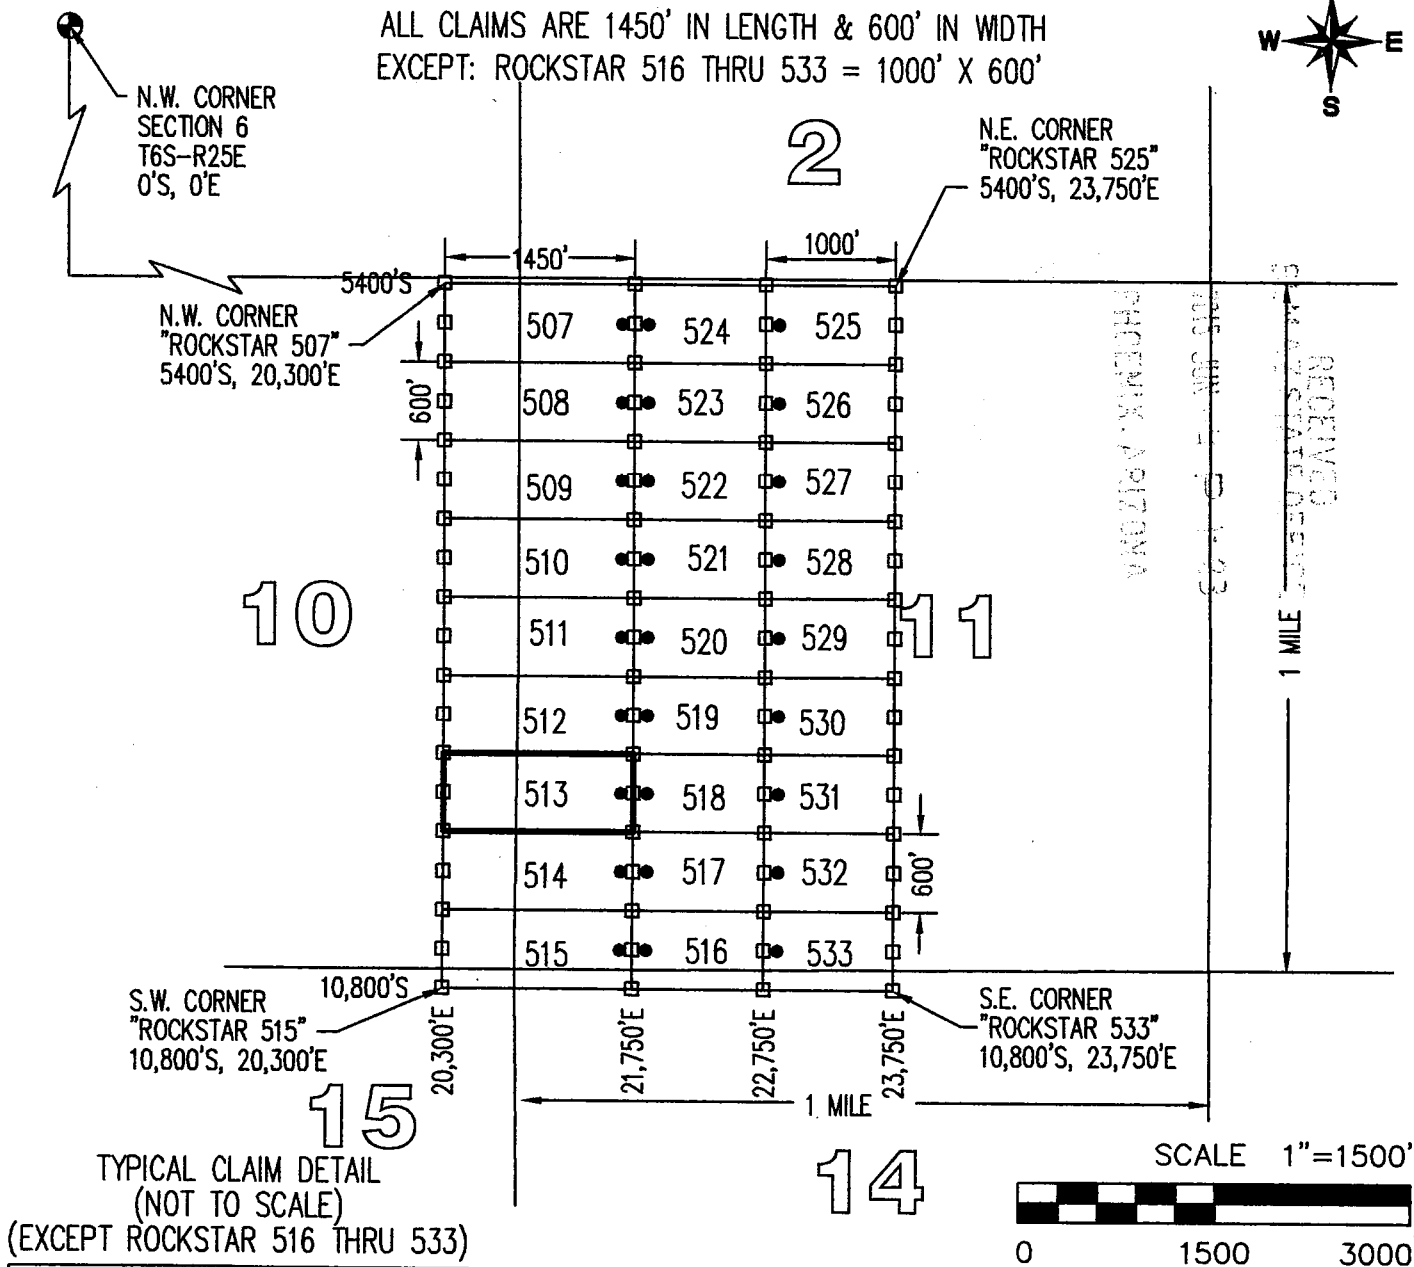 ALL CLAIMS ARE 1450' IN LENGTH & 600' IN WIDTH
EXCEPT: ROCKSTAR 516 THRU 533 = 1000' X 600'
W E
S
N.W. CORNER
SECTION 6
T6S-R25E
0'S, 0'E
2
N.E. CORNER
"ROCKSTAR 525"
5400'S, 23,750'E
1450'
1000'
5400'S
N.W. CORNER
"ROCKSTAR 507"
5400'S, 20,300'E
600'
507 524 525
508 523 526
509 522 527
510 521 528
10
511 520 529
11
512 519 530
513 518 531
514 517 532
515 516 533
600'
RECEIVED
PHOENIX, ARIZONA
1 MILE
10,800'S
S.W. CORNER
"ROCKSTAR 515"
10,800'S, 20,300'E
20,300'E
21,750'E
22,750'E
23,750'E
S.E. CORNER
"ROCKSTAR 533"
10,800'S, 23,750'E
1 MILE
15
14
TYPICAL CLAIM DETAIL
(NOT TO SCALE)
(EXCEPT ROCKSTAR 516 THRU 533)
SCALE 1"=1500'
0 1500 3000